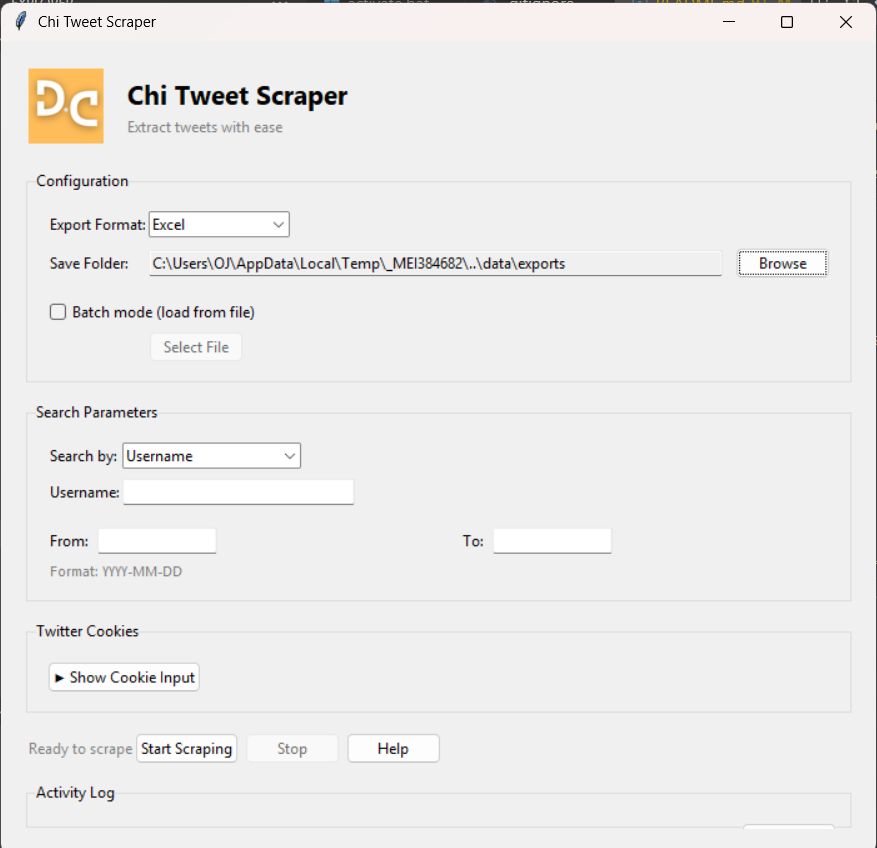 Chi Tweet Scraper
D.C
Chi Tweet Scraper
Extract tweets with ease
Configuration
Export Format: Excel
Save Folder: C:\Users\OJ\AppData\Local\Temp\_MEI384682\..\data\exports Browse
Batch mode (load from file)
Select File
Search Parameters
Search by: Username
Username:
From: To:
Format: YYYY-MM-DD
Twitter Cookies
► Show Cookie Input
Ready to scrape Start Scraping Stop Help
Activity Log